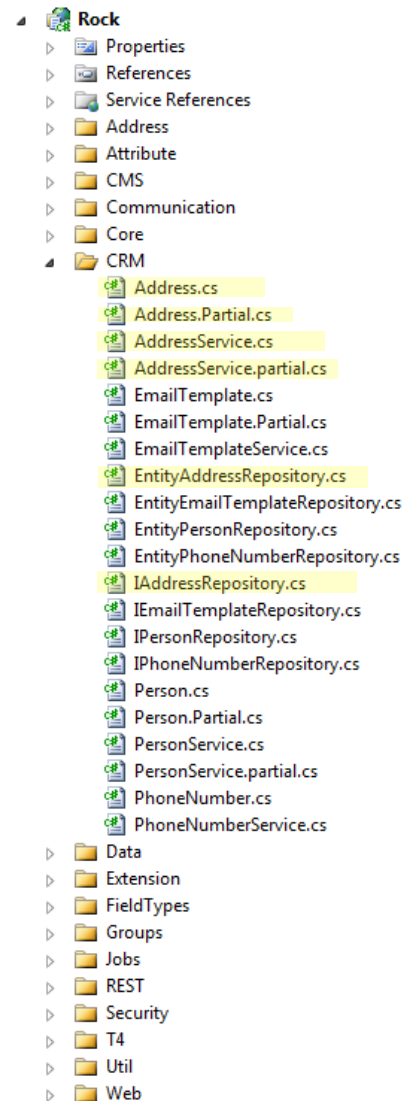 Rock
Properties
References
Service References
Address
Attribute
CMS
Communication
Core
CRM
Address.cs
Address.Partial.cs
AddressService.cs
AddressService.partial.cs
EmailTemplate.cs
EmailTemplate.Partial.cs
EmailTemplateService.cs
EntityAddressRepository.cs
EntityEmailTemplateRepository.cs
EntityPersonRepository.cs
EntityPhoneNumberRepository.cs
IAddressRepository.cs
IEmailTemplateRepository.cs
IPersonRepository.cs
IPhoneNumberRepository.cs
Person.cs
Person.Partial.cs
PersonService.cs
PersonService.partial.cs
PhoneNumber.cs
PhoneNumberService.cs
Data
Extension
FieldTypes
Groups
Jobs
REST
Security
T4
Util
Web